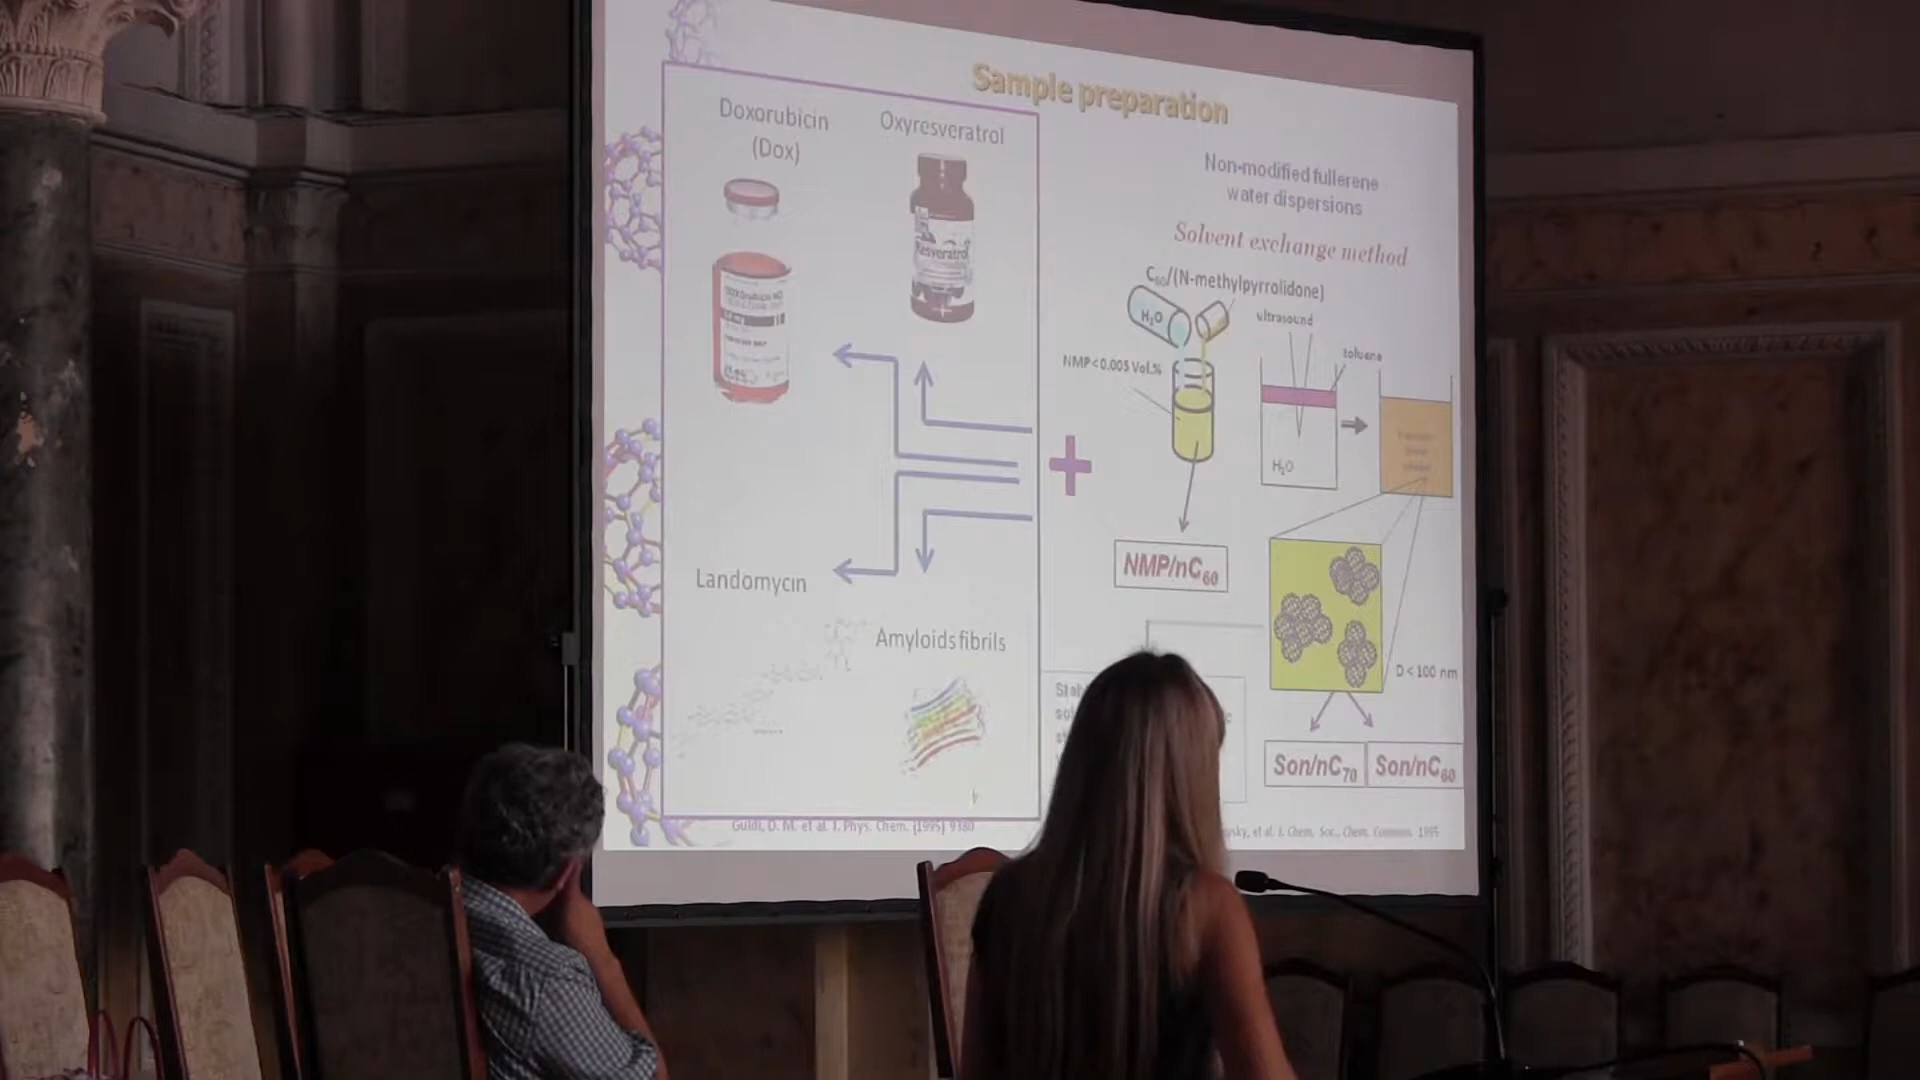 Sample preparation
Doxorubicin
(Dox)
Oxyresveratrol
Resveratrol
Landomycin
Amyloids fibrils
Non-modified fullerene
water dispersions
Solvent exchange method
C₆₀/(N-methylpyrrolidone)
H₂O
ultrasound
toluene
NMP<0.005 Vol.%
H₂O
NMP/nC₆₀
D<100 nm
Son/nC₇₀
Son/nC₆₀
Guldi, D. M. et al. J. Phys. Chem. (1995) 9380
et al. J. Chem. Soc., Chem. Commun. 1995